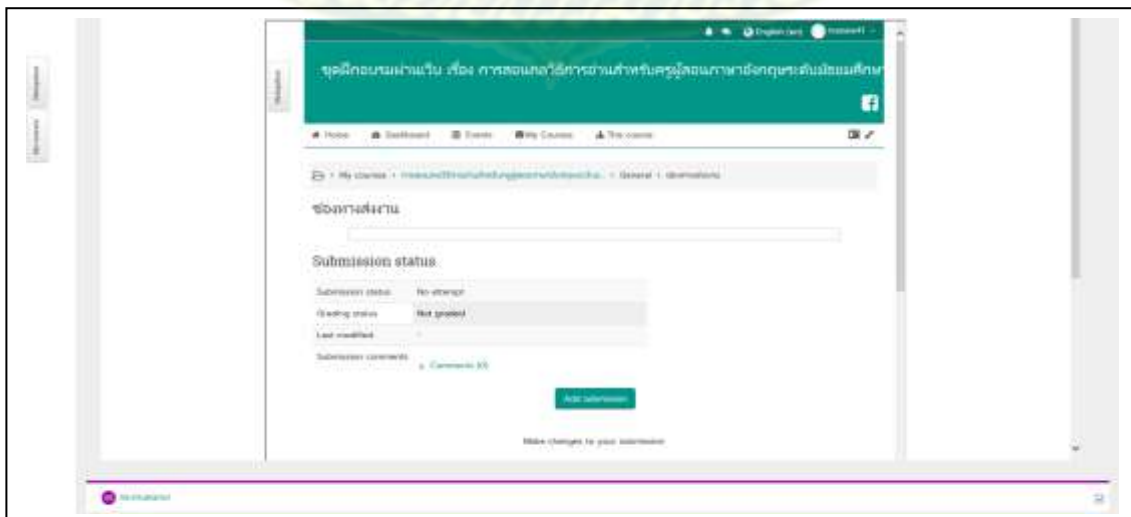 English (en)
ชุดฝึกอบรมผ่านเว็บ เรื่อง การสอนกลวิธีการอ่านสำหรับครูผู้สอนภาษาอังกฤษระดับมัธยมศึกษา
Navigation
Home Dashboard Events My Courses This course
My courses General
ช่องทางส่งงาน
Submission status
Submission status No attempt
Grading status Not graded
Last modified -
Submission comments Comments (0)
Add submission
Make changes to your submission